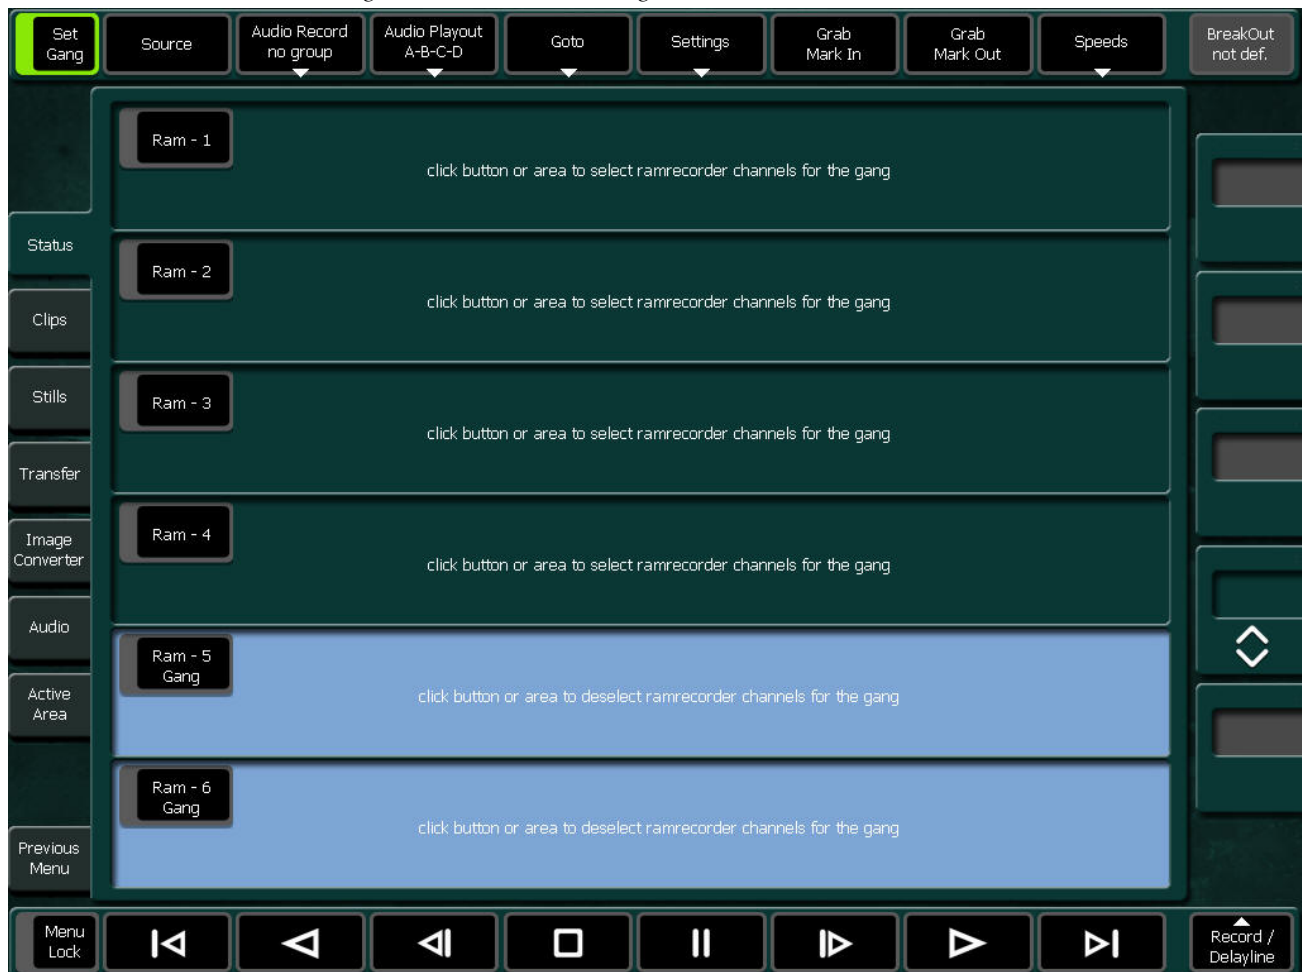 Set
Gang
Source
Audio Record
no group
Audio Playout
A-B-C-D
Goto
Settings
Grab
Mark In
Grab
Mark Out
Speeds
BreakOut
not def.
Ram - 1
click button or area to select ramrecorder channels for the gang
Status
Ram - 2
click button or area to select ramrecorder channels for the gang
Clips
Stills
Ram - 3
click button or area to select ramrecorder channels for the gang
Transfer
Image
Converter
Ram - 4
click button or area to select ramrecorder channels for the gang
Audio
Ram - 5
Gang
click button or area to deselect ramrecorder channels for the gang
Active
Area
Ram - 6
Gang
click button or area to deselect ramrecorder channels for the gang
Previous
Menu
Menu
Lock
Record /
Delayline